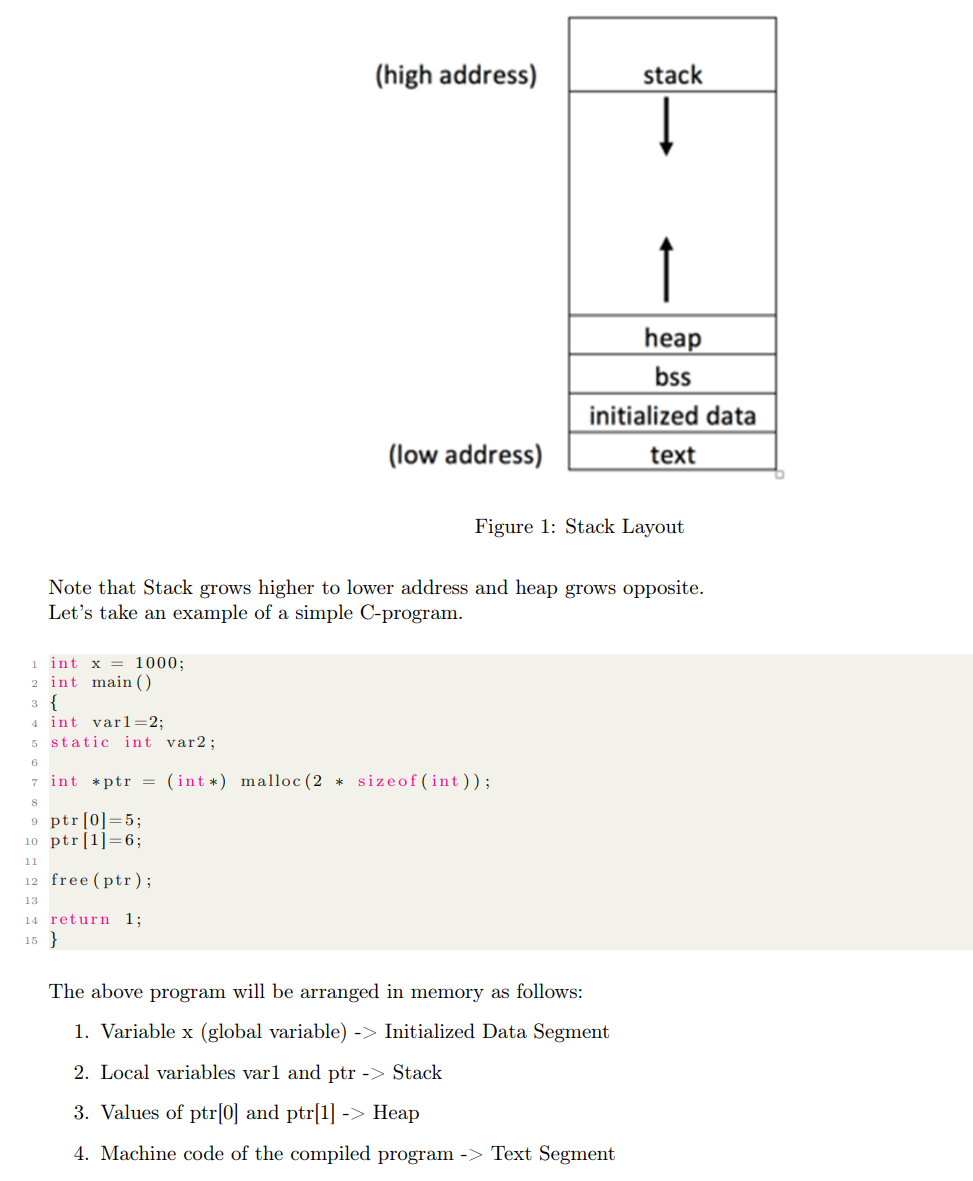 (high address)
stack
heap
bss
initialized data
(low address)
text
Figure 1: Stack Layout
Note that Stack grows higher to lower address and heap grows opposite.
Let's take an example of a simple C-program.
1 int x = 1000;
2 int main()
3 {
4 int var1=2;
5 static int var2;
6
7 int *ptr = (int*) malloc(2 * sizeof(int));
8
9 ptr[0]=5;
10 ptr[1]=6;
11
12 free(ptr);
13
14 return 1;
15 }
The above program will be arranged in memory as follows:
1. Variable x (global variable) -> Initialized Data Segment
2. Local variables var1 and ptr -> Stack
3. Values of ptr[0] and ptr[1] -> Heap
4. Machine code of the compiled program -> Text Segment